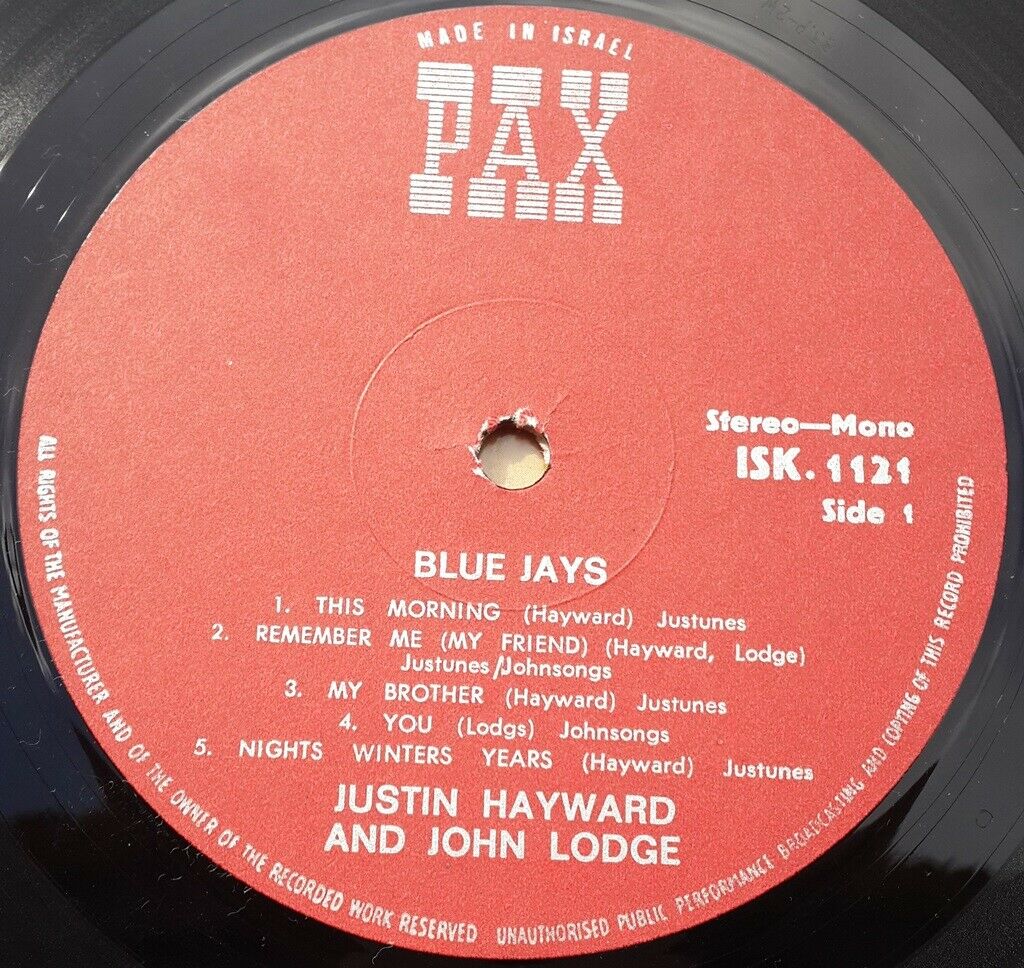 MADE IN ISRAEL
PAX
Stereo—Mono
ISK. 1121
Side 1
BLUE JAYS
1. THIS MORNING (Hayward) Justunes
2. REMEMBER ME (MY FRIEND) (Hayward, Lodge)
Justunes/Johnsongs
3. MY BROTHER (Hayward) Justunes
4. YOU (Lodgs) Johnsongs
5. NIGHTS WINTERS YEARS (Hayward) Justunes
JUSTIN HAYWARD
AND JOHN LODGE
ALL RIGHTS OF THE MANUFACTURER AND OF THE OWNER OF THE RECORDED WORK RESERVED UNAUTHORISED PUBLIC PERFORMANCE BROADCASTING AND COPTING OF THIS RECORD PROHIBITED